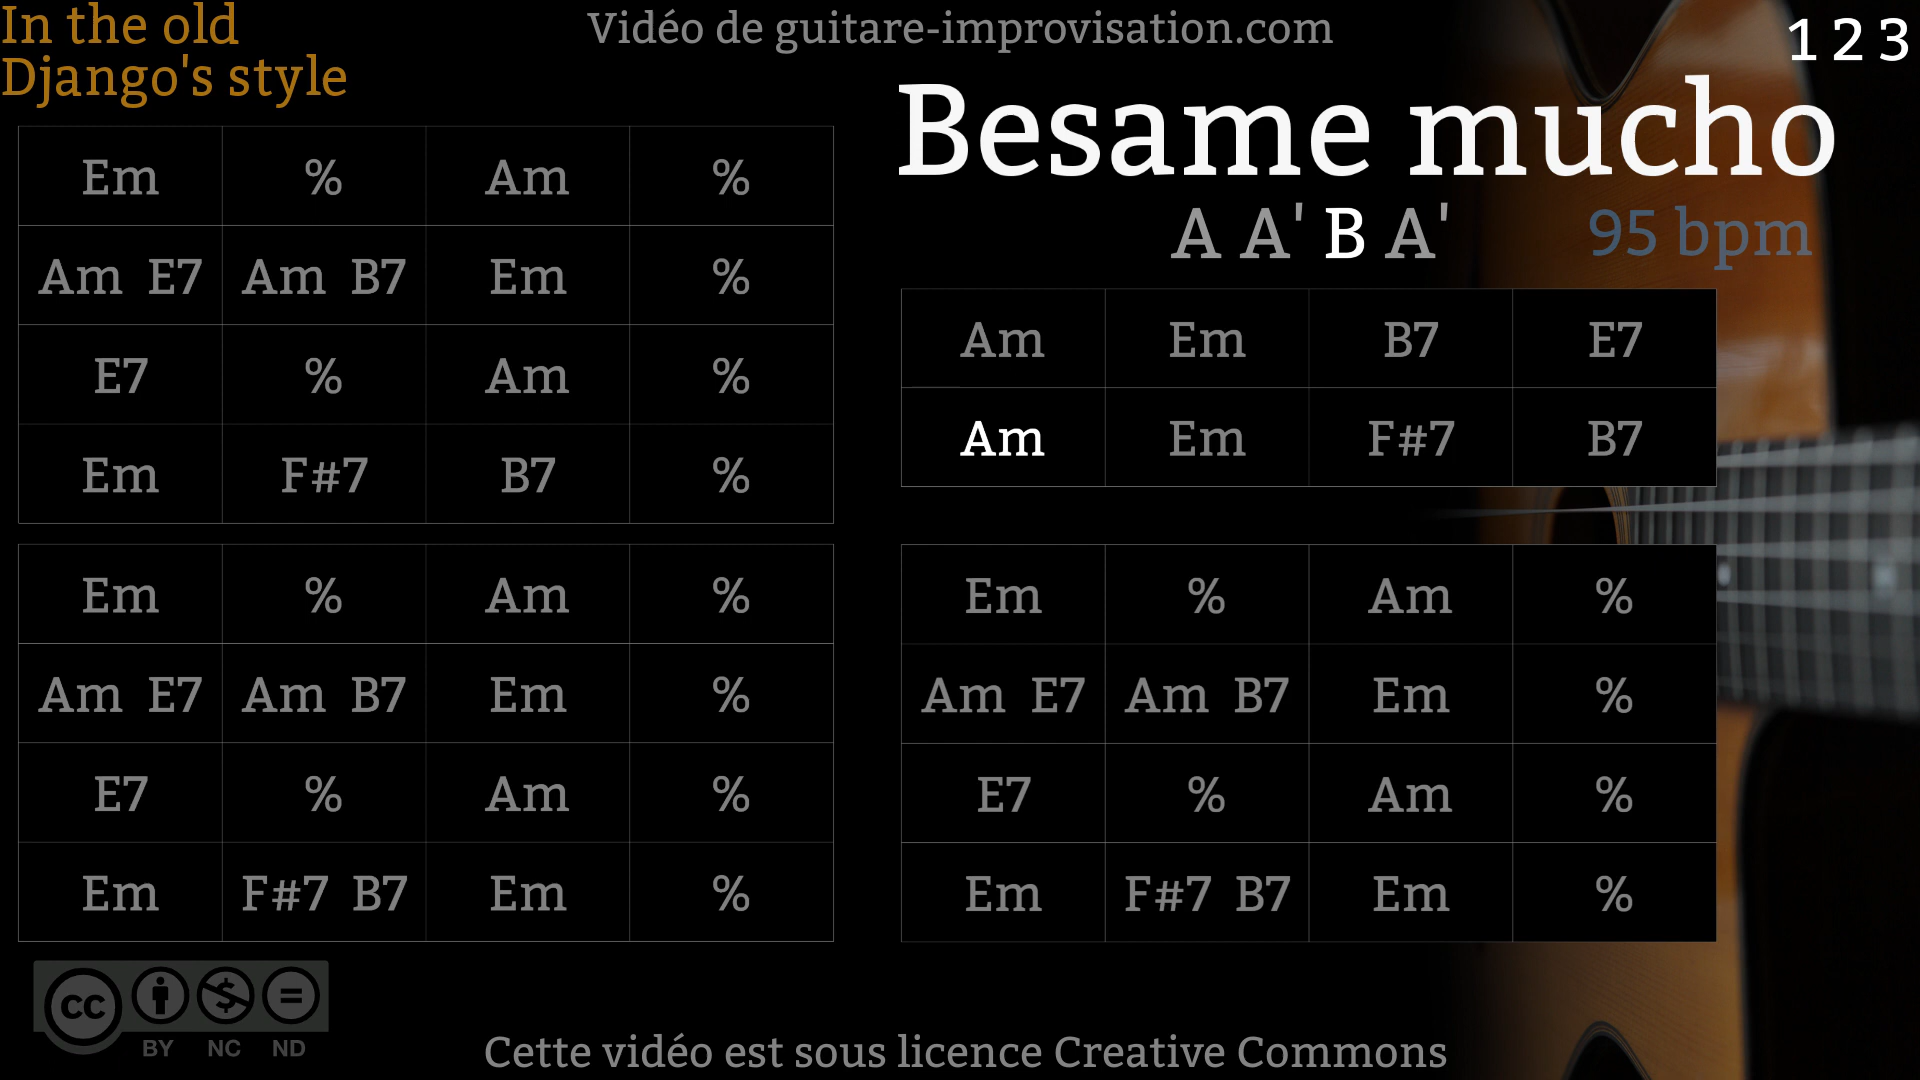 In the old
Django's style
Vidéo de guitare-improvisation.com
1 2 3
Besame mucho
A A' B A'
95 bpm
Em % Am %
Am E7 Am B7 Em %
E7 % Am %
Em F#7 B7 %
Em % Am %
Am E7 Am B7 Em %
E7 % Am %
Em F#7 B7 Em %
Am Em B7 E7
Am Em F#7 B7
Em % Am %
Am E7 Am B7 Em %
E7 % Am %
Em F#7 B7 Em %
cc
BY NC ND
Cette vidéo est sous licence Creative Commons